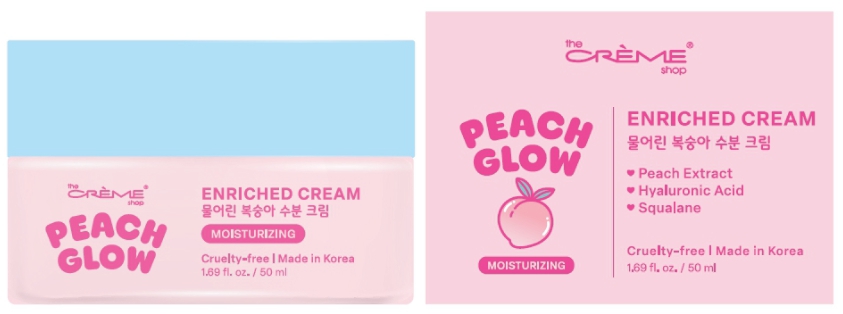 the
CRÈME®
shop
PEACH
GLOW
ENRICHED CREAM
물어린 복숭아 수분 크림
MOISTURIZING
Cruelty-free | Made in Korea
1.69 fl. oz. / 50 ml
the
CRÈME®
shop
PEACH
GLOW
MOISTURIZING
ENRICHED CREAM
물어린 복숭아 수분 크림
♥ Peach Extract
♥ Hyaluronic Acid
♥ Squalane
Cruelty-free | Made in Korea
1.69 fl. oz. / 50 ml